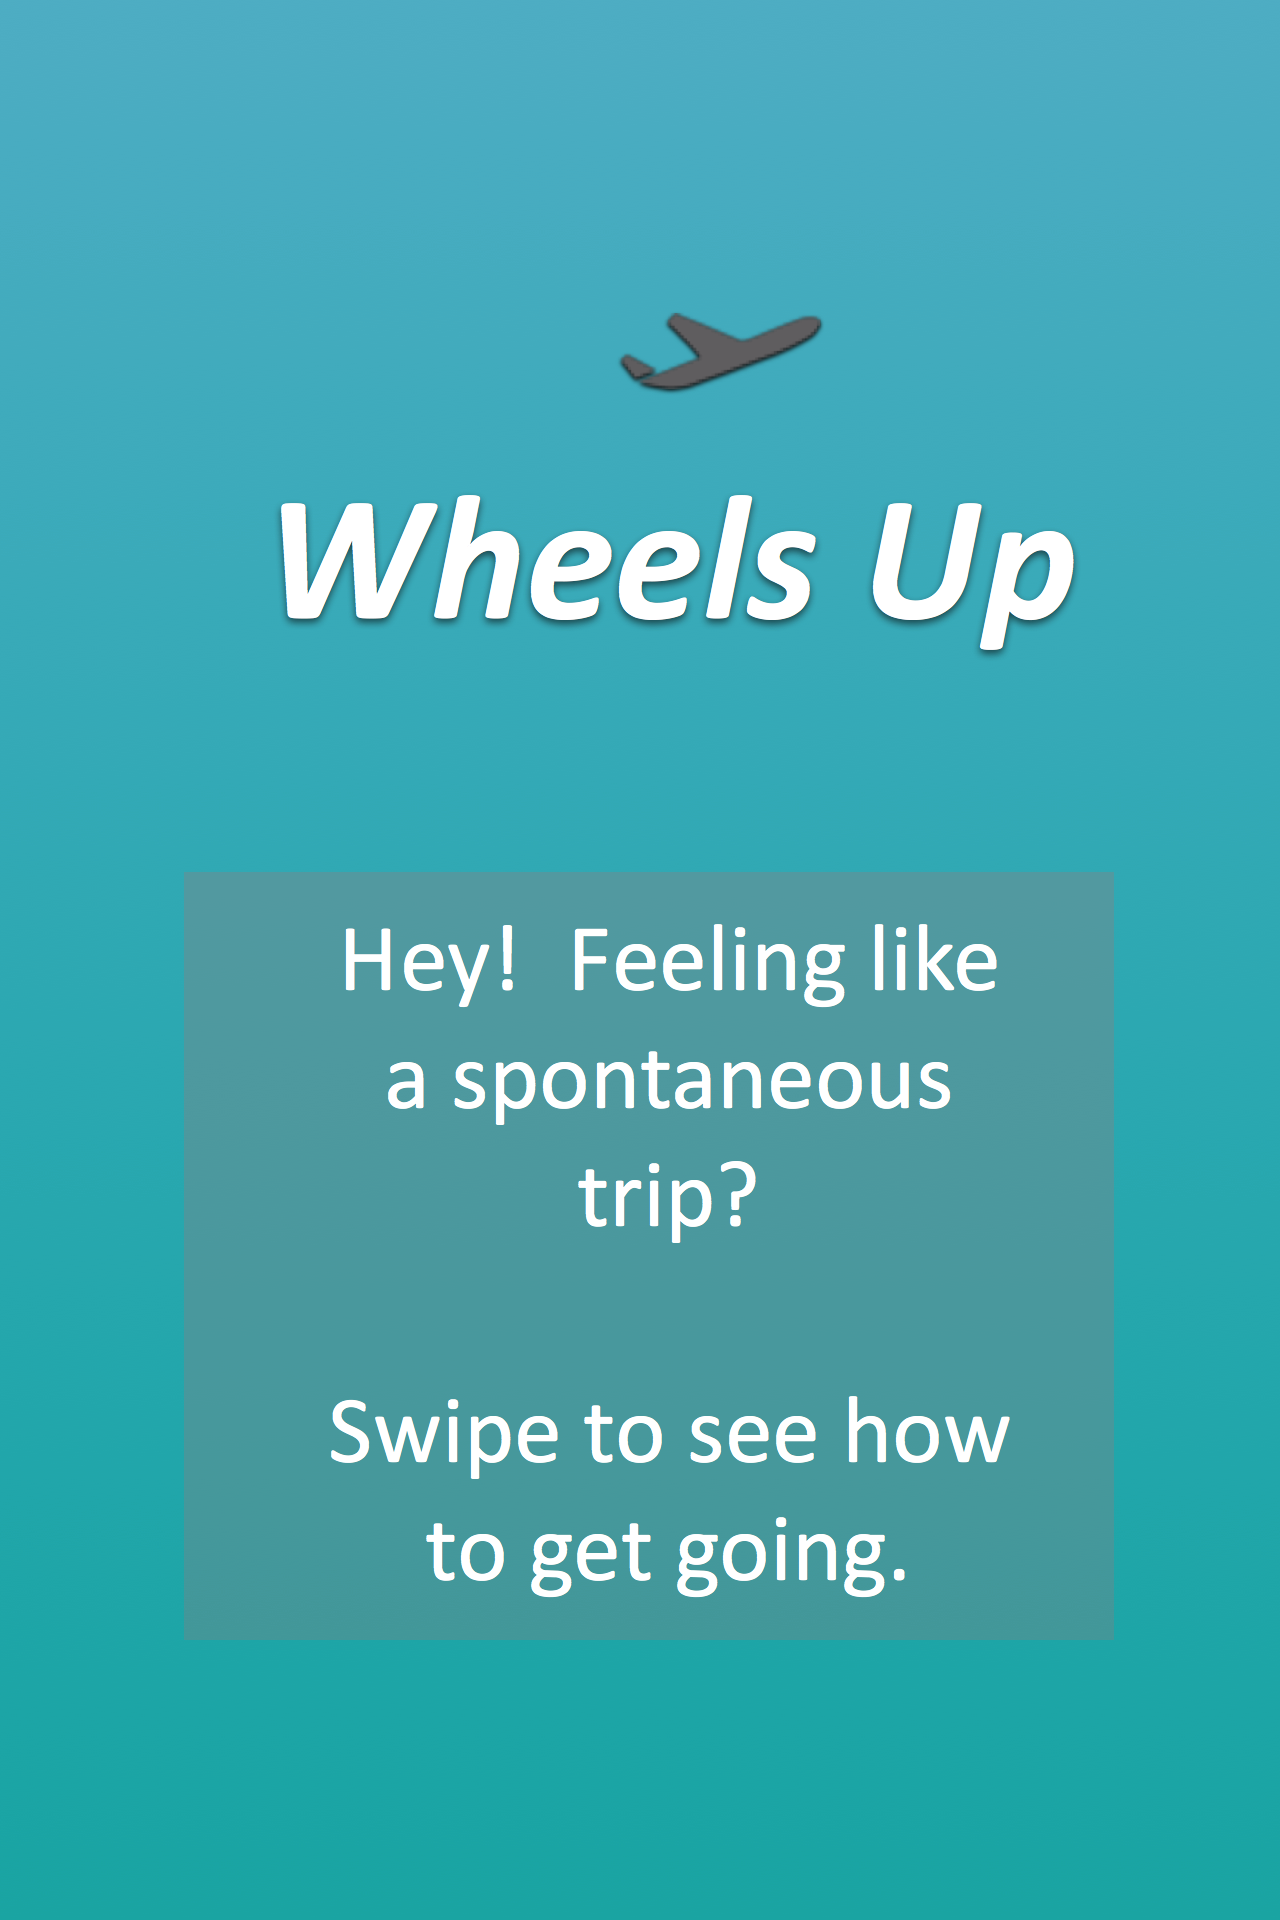 Wheels Up
Hey!  Feeling like
a spontaneous
trip?
Swipe to see how
to get going.